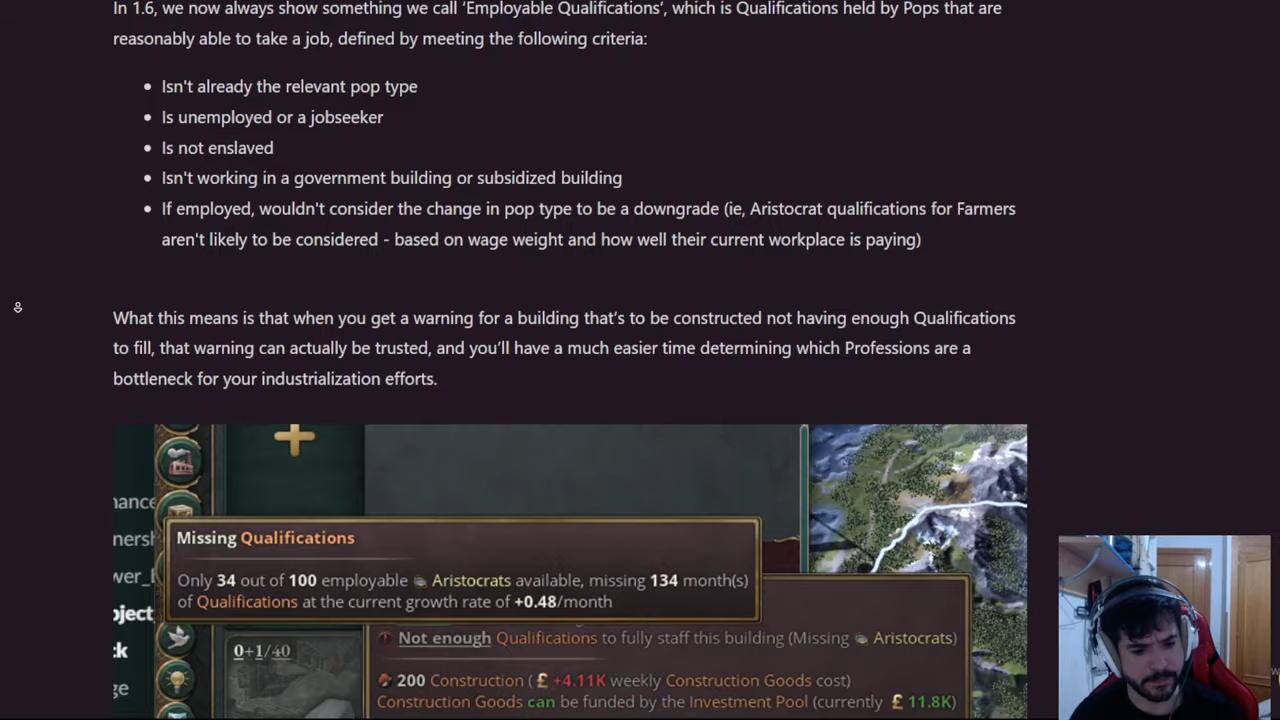 In 1.6, we now always show something we call ‘Employable Qualifications’, which is Qualifications held by Pops that are
reasonably able to take a job, defined by meeting the following criteria:
• Isn't already the relevant pop type
• Is unemployed or a jobseeker
• Is not enslaved
• Isn't working in a government building or subsidized building
• If employed, wouldn't consider the change in pop type to be a downgrade (ie, Aristocrat qualifications for Farmers
aren't likely to be considered - based on wage weight and how well their current workplace is paying)
What this means is that when you get a warning for a building that’s to be constructed not having enough Qualifications
to fill, that warning can actually be trusted, and you’ll have a much easier time determining which Professions are a
bottleneck for your industrialization efforts.
nance
nersh
wer_b
oject
ck
ge
Missing Qualifications
Only 34 out of 100 employable Aristocrats available, missing 134 month(s)
of Qualifications at the current growth rate of +0.48/month
Not enough Qualifications to fully staff this building (Missing Aristocrats)
0+1/40
200 Construction (£ +4.11K weekly Construction Goods cost)
Construction Goods can be funded by the Investment Pool (currently £ 11.8K)